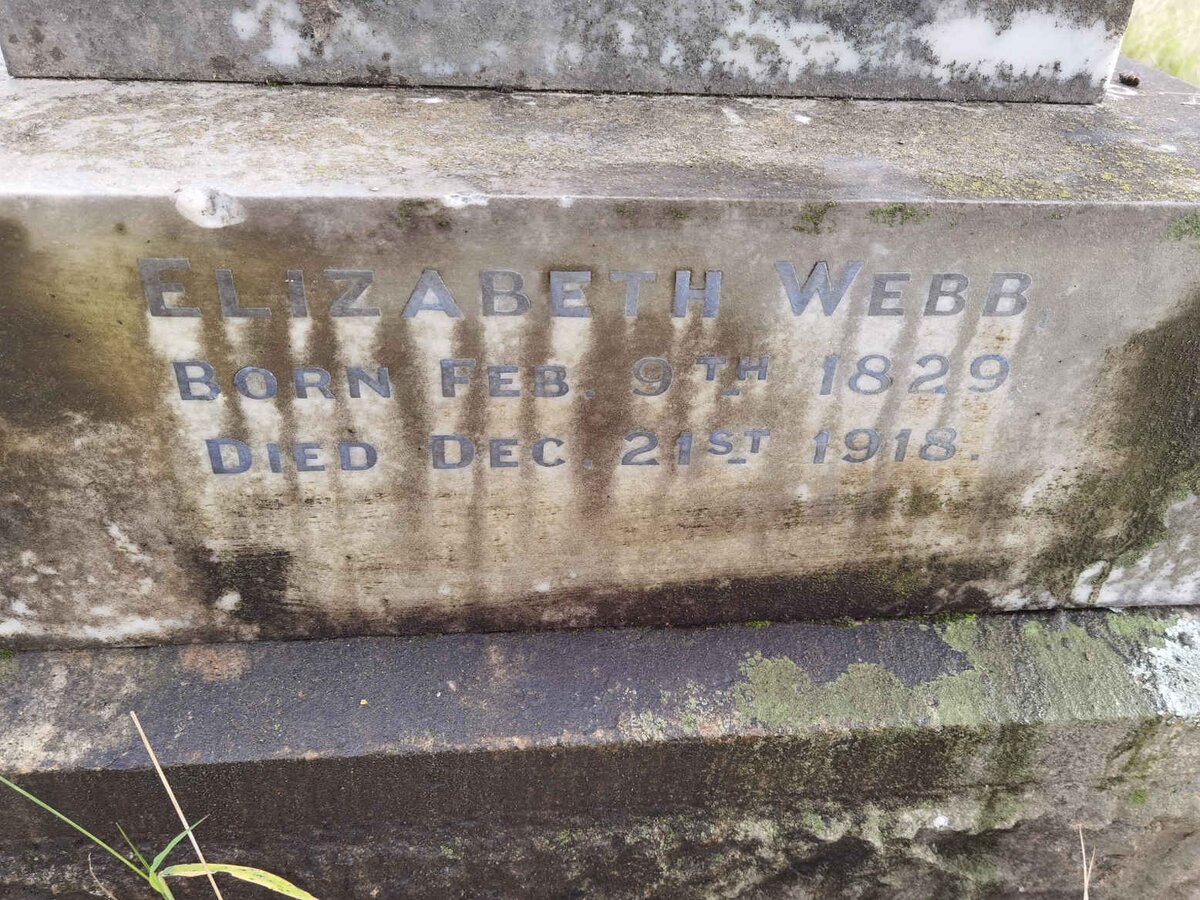 ELIZABETH WEBB,
BORN FEB. 9TH 1829
DIED DEC. 21ST 1918.